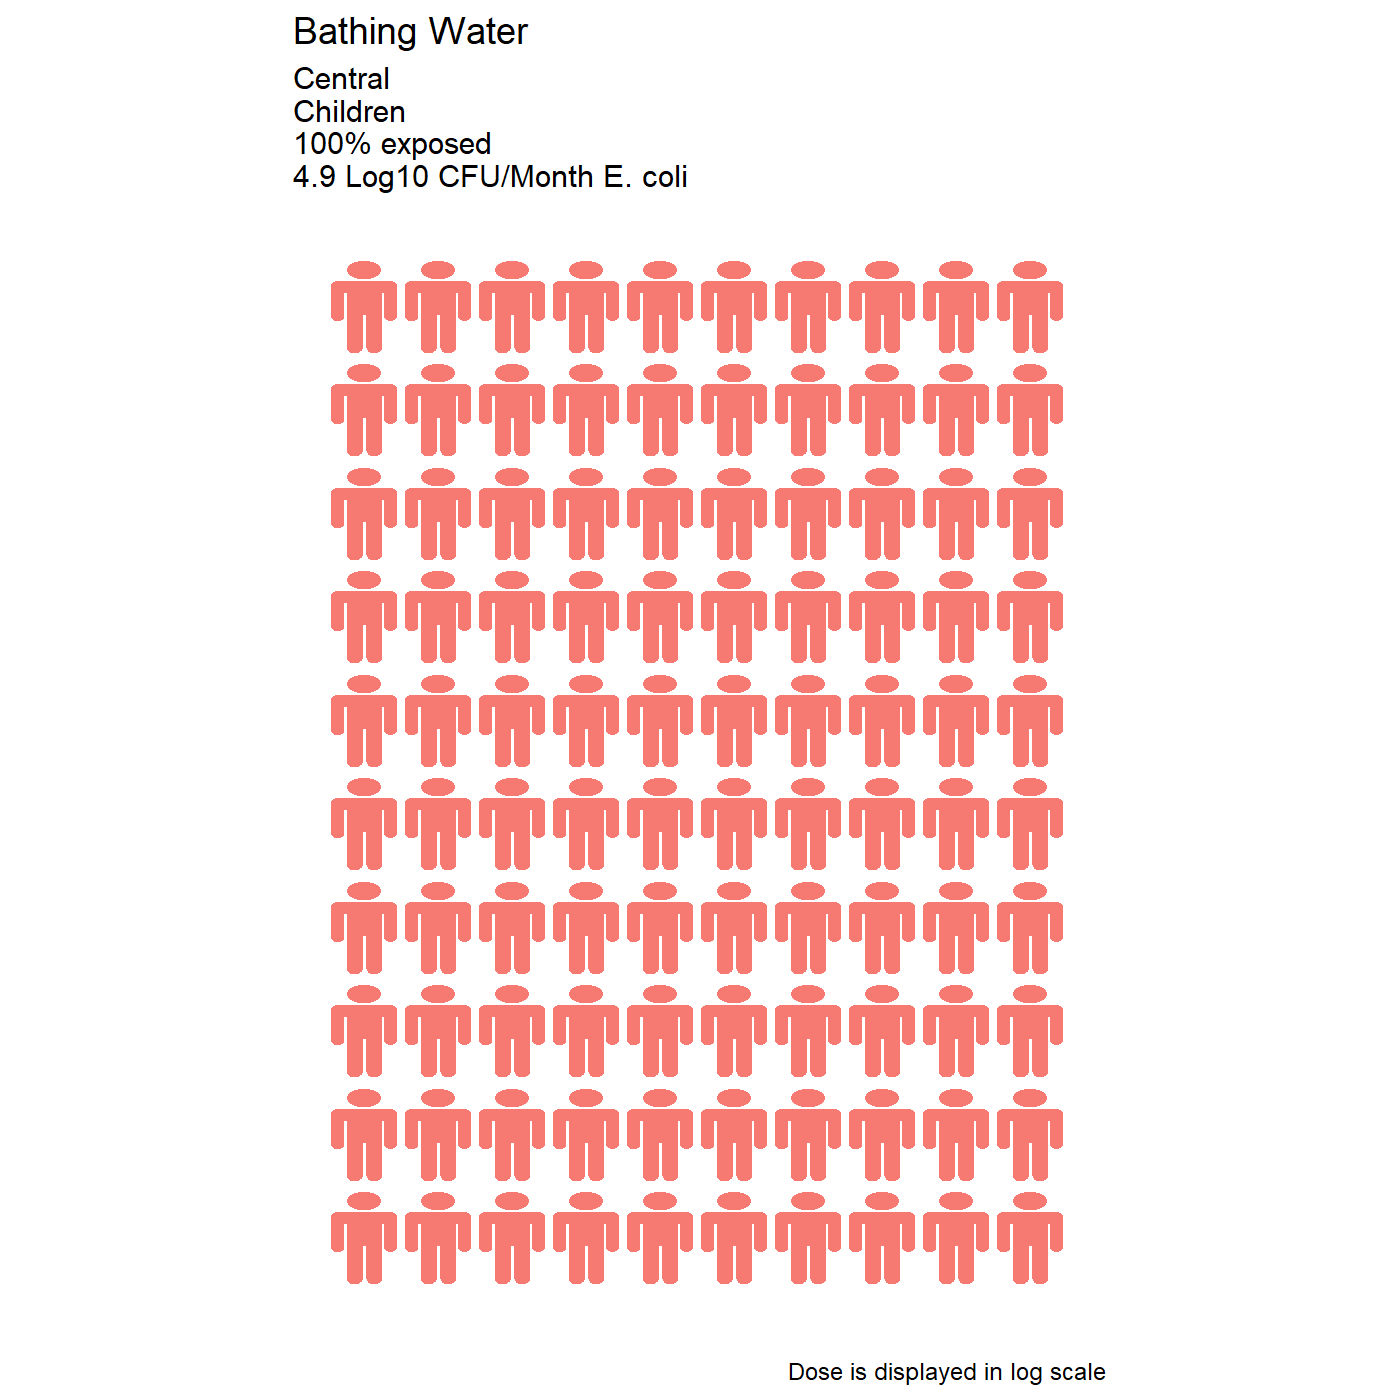 Bathing Water
Central
Children
100% exposed
4.9 Log10 CFU/Month E. coli
Dose is displayed in log scale